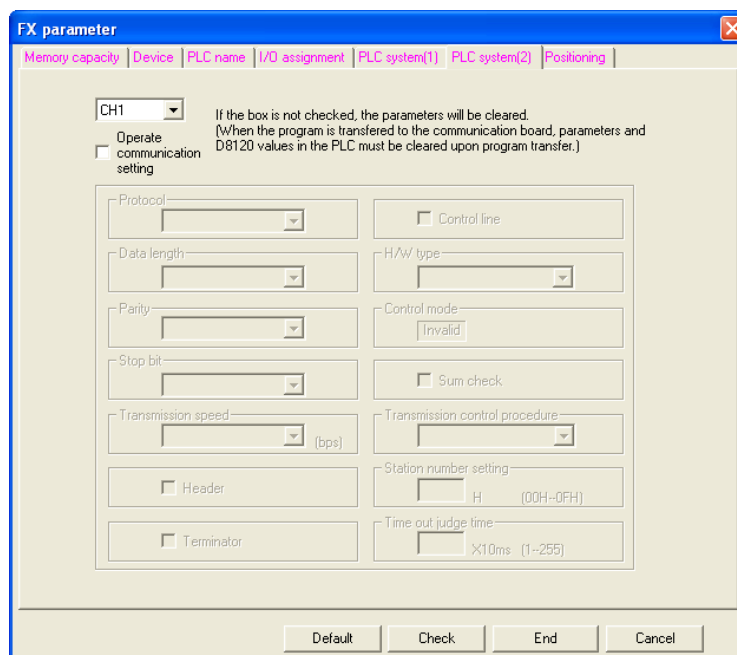 FX parameter
Memory capacity Device PLC name I/O assignment PLC system(1) PLC system(2) Positioning
CH1
If the box is not checked, the parameters will be cleared.
(When the program is transfered to the communication board, parameters and
D8120 values in the PLC must be cleared upon program transfer.)
Operate
communication
setting
Protocol
Control line
Data length
H/W type
Parity
Control mode
Invalid
Stop bit
Sum check
Transmission speed
(bps)
Transmission control procedure
Header
Station number setting
H (00H--0FH)
Terminator
Time out judge time
X10ms (1--255)
Default Check End Cancel